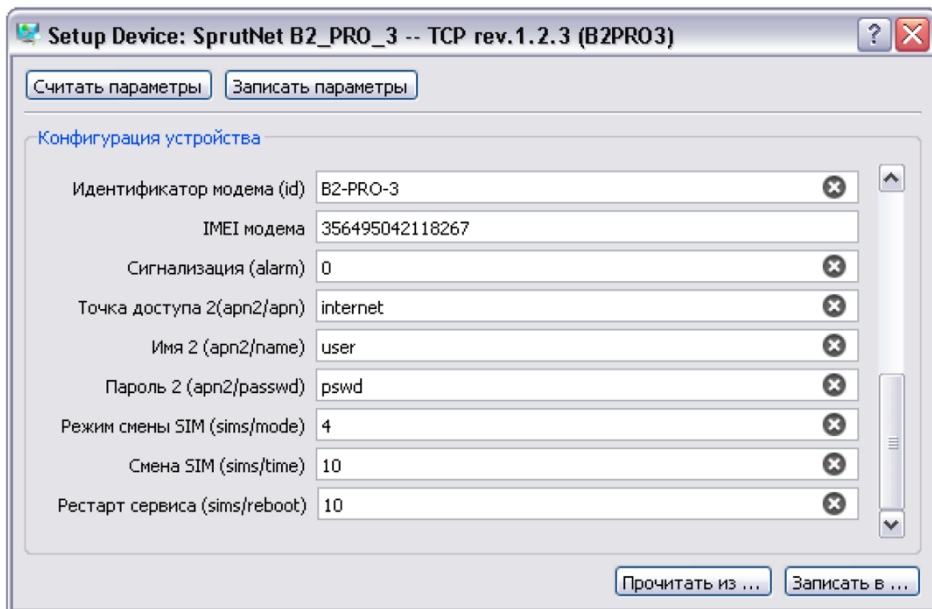 Setup Device: SprutNet B2_PRO_3 -- TCP rev.1.2.3 (B2PRO3) ?
Считать параметры Записать параметры
Конфигурация устройства
Идентификатор модема (id) B2-PRO-3
IMEI модема 356495042118267
Сигнализация (alarm) 0
Точка доступа 2(apn2/apn) internet
Имя 2 (apn2/name) user
Пароль 2 (apn2/passwd) pswd
Режим смены SIM (sims/mode) 4
Смена SIM (sims/time) 10
Рестарт сервиса (sims/reboot) 10
Прочитать из ... Записать в ...